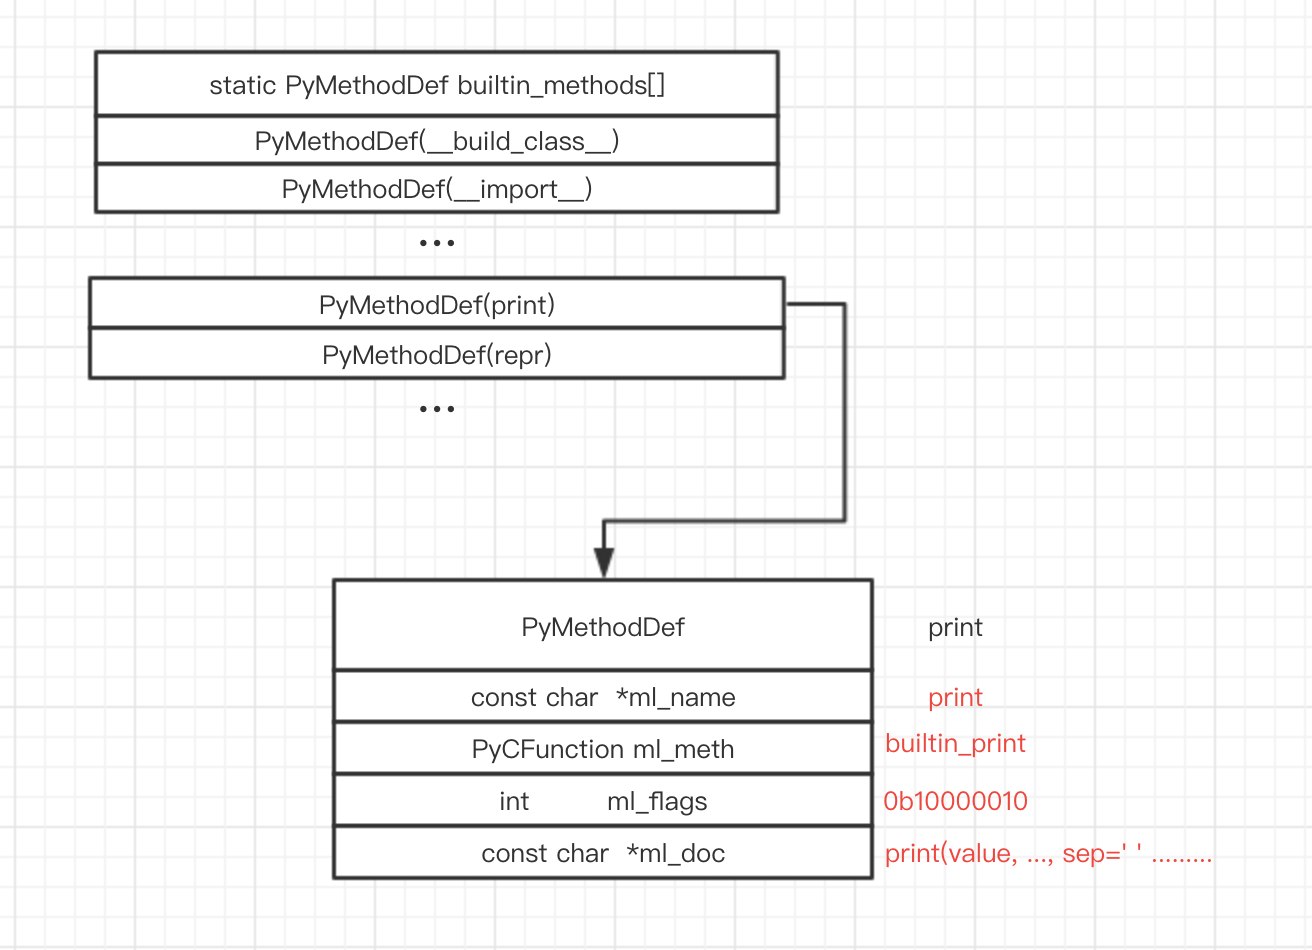 static PyMethodDef builtin_methods[]
PyMethodDef(__build_class__)
PyMethodDef(__import__)
...
PyMethodDef(print)
PyMethodDef(repr)
...
PyMethodDef print
const char *ml_name print
PyCFunction ml_meth builtin_print
int ml_flags 0b10000010
const char *ml_doc print(value, ..., sep=' ' .........